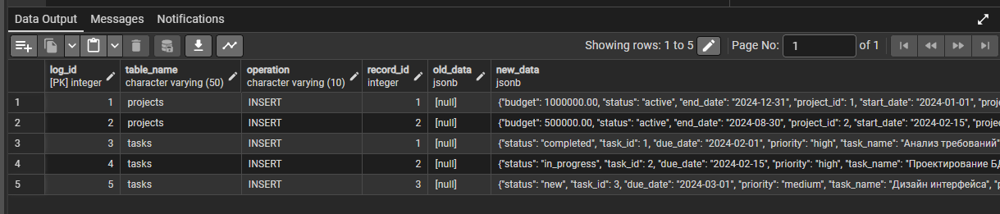 Data Output Messages Notifications
Showing rows: 1 to 5 Page No: 1 of 1
log_id table_name operation record_id old_data new_data
[PK] integer character varying (50) character varying (10) integer jsonb jsonb
1 1 projects INSERT 1 [null] {"budget": 1000000.00, "status": "active", "end_date": "2024-12-31", "project_id": 1, "start_date": "2024-01-01", "proj
2 2 projects INSERT 2 [null] {"budget": 500000.00, "status": "active", "end_date": "2024-08-30", "project_id": 2, "start_date": "2024-02-15", "projec
3 3 tasks INSERT 1 [null] {"status": "completed", "task_id": 1, "due_date": "2024-02-01", "priority": "high", "task_name": "Анализ требований"
4 4 tasks INSERT 2 [null] {"status": "in_progress", "task_id": 2, "due_date": "2024-02-15", "priority": "high", "task_name": "Проектирование БД
5 5 tasks INSERT 3 [null] {"status": "new", "task_id": 3, "due_date": "2024-03-01", "priority": "medium", "task_name": "Дизайн интерфейса", "p